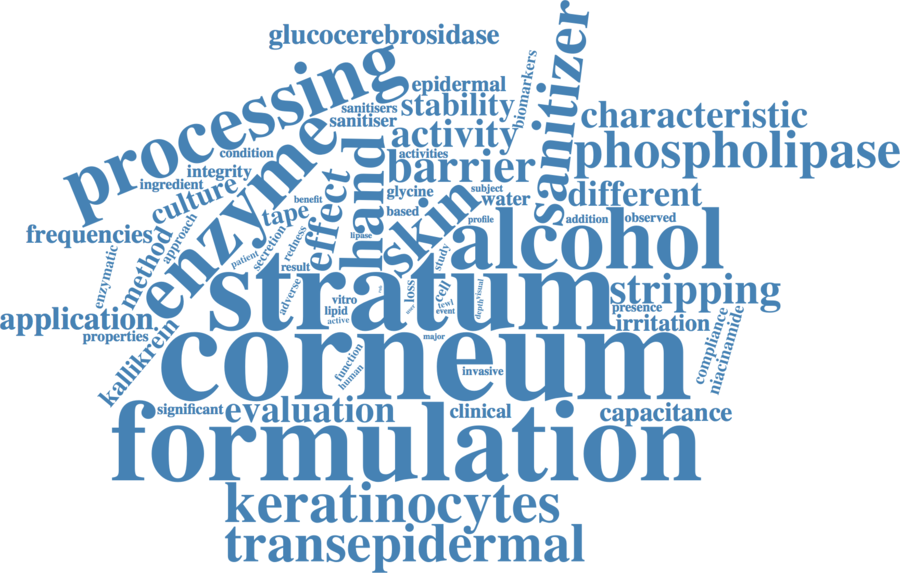 glucocerebrosidase
processing
epidermal
biomarkers
sanitizer
sanitisers
stability
characteristic
sanitiser
activity
enzyme
condition
hand
activities
barrier
phospholipase
integrity
ingredient
culture
glycine
subject
water
different
skin
benefit
effect
tape
based
profile
addition
observed
alcohol
frequencies
method
approach
redness
secretion
patient
lipase
study
result
enzymatic
stratum
adverse
vitro
lipid
active
loss
cell
tewl
event
visual
depth
stripping
presence
irritation
application
properties
kallikrein
corneum
major
function
human
invasive
compliance
niacinamide
significant
evaluation
clinical
capacitance
formulation
keratinocytes
transepidermal